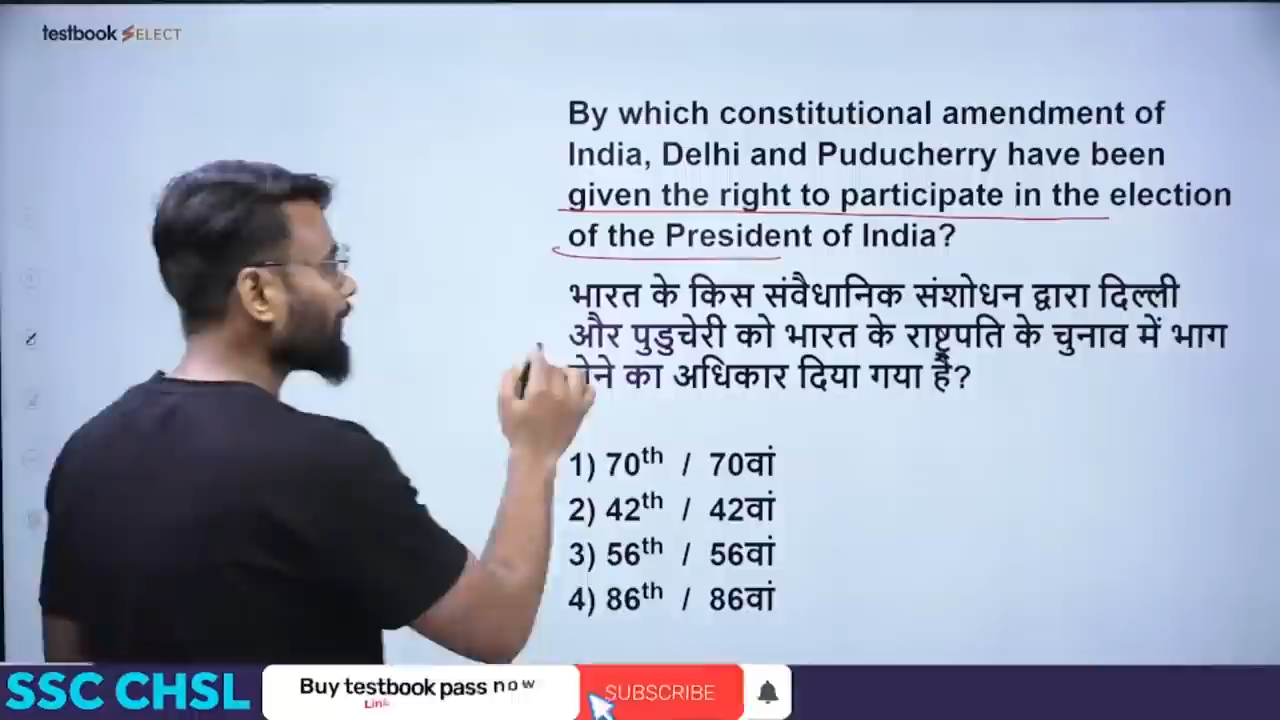 testbook SELECT
By which constitutional amendment of
India, Delhi and Puducherry have been
given the right to participate in the election
of the President of India?
भारत के किस संवैधानिक संशोधन द्वारा दिल्ली
और पुडुचेरी को भारत के राष्ट्रपति के चुनाव में भाग
का अधिकार दिया गया है?
1) 70th / 70वां
2) 42th / 42वां
3) 56th / 56वां
4) 86th / 86वां
SSC CHSL
Buy testbook pass now
Link
SUBSCRIBE